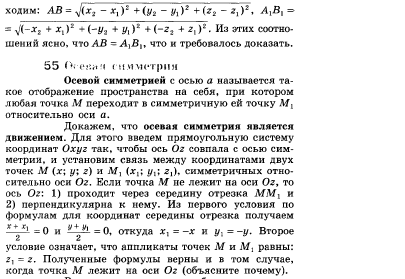 ходим: AB = √(x₂ − x₁)² + (y₂ − y₁)² + (z₂ − z₁)², A₁B₁ =
= √(−x₂ + x₁)² + (−y₂ + y₁)² + (−z₂ + z₁)². Из этих соотно-
шений ясно, что AB = A₁B₁, что и требовалось доказать.
55 Осевая симметрия
Осевой симметрией с осью a называется та-
кое отображение пространства на себя, при котором
любая точка M переходит в симметричную ей точку M₁
относительно оси a.
Докажем, что осевая симметрия является
движением. Для этого введем прямоугольную систему
координат Oxyz так, чтобы ось Oz совпала с осью сим-
метрии, и установим связь между координатами двух
точек M (x; y; z) и M₁ (x₁; y₁; z₁), симметричных отно-
сительно оси Oz. Если точка M не лежит на оси Oz, то
ось Oz: 1) проходит через середину отрезка MM₁ и
2) перпендикулярна к нему. Из первого условия по
формулам для координат середины отрезка получаем
(x + x₁)/2 = 0 и (y + y₁)/2 = 0, откуда x₁ = −x и y₁ = −y. Второе
условие означает, что аппликаты точек M и M₁ равны:
z₁ = z. Полученные формулы верны и в том случае,
когда точка M лежит на оси Oz (объясните почему).